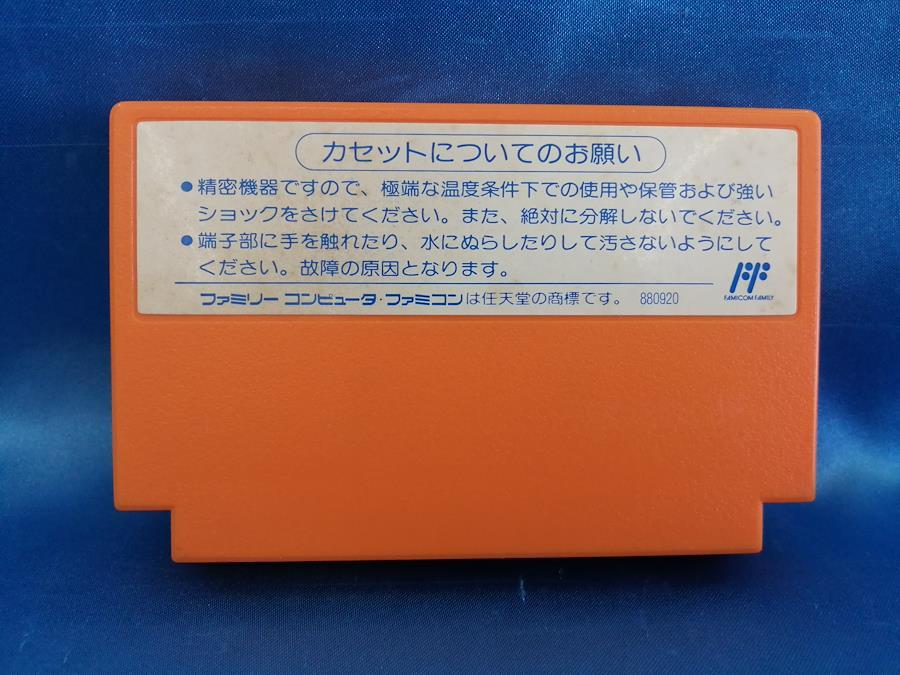 カセットについてのお願い
●精密機器ですので、極端な温度条件下での使用や保管および強い
ショックをさけてください。また、絶対に分解しないでください。
●端子部に手を触れたり、水にぬらしたりして汚さないようにして
ください。故障の原因となります。
FF
FAMICOM FAMILY
ファミリー コンピュータ・ファミコンは任天堂の商標です。 880920